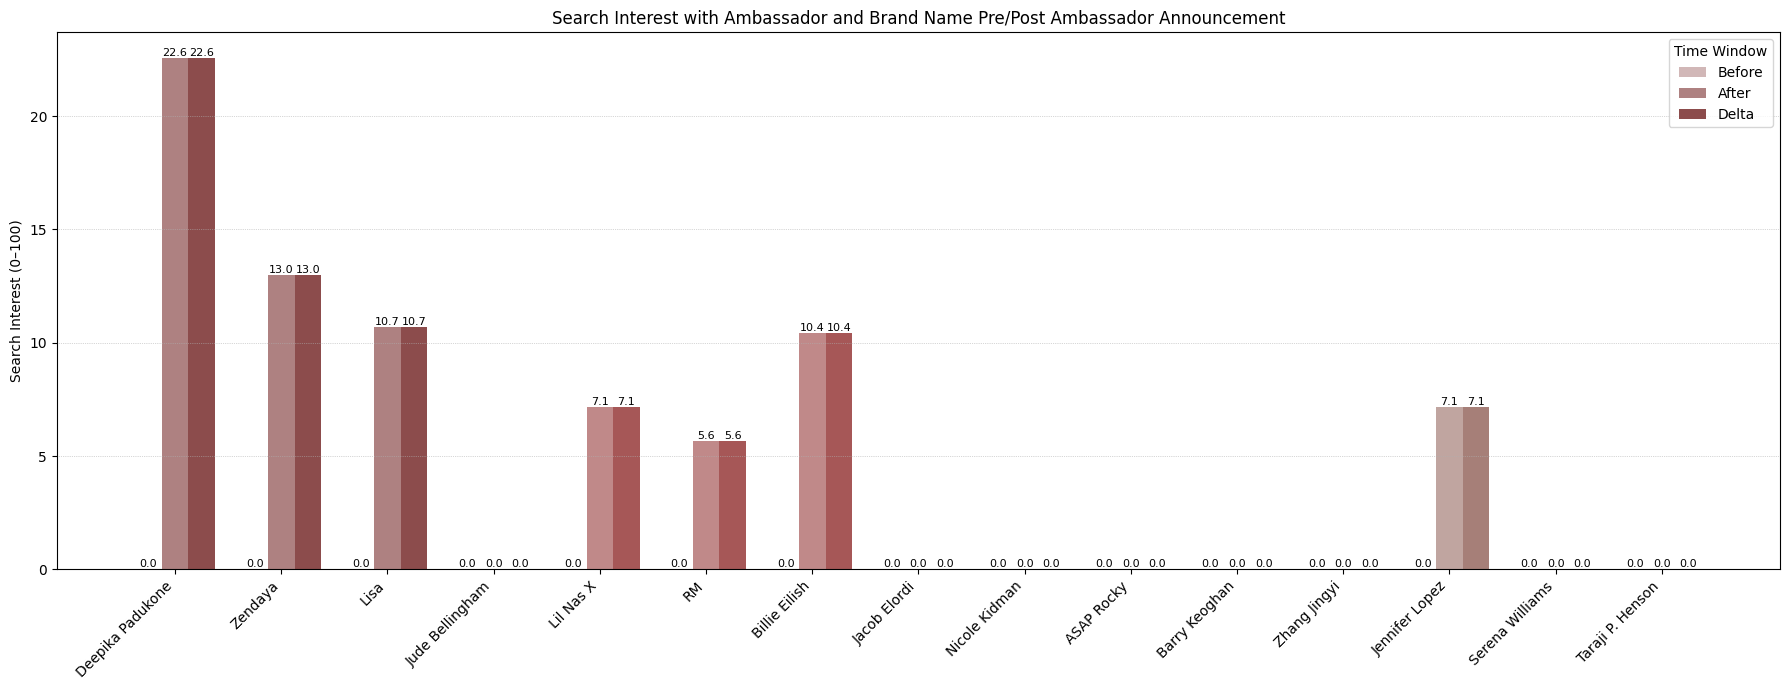 Search Interest with Ambassador and Brand Name Pre/Post Ambassador Announcement
Time Window
Before
After
Delta
Search Interest (0–100)
20
15
10
5
0
0.0 22.6 22.6
0.0 13.0 13.0
0.0 10.7 10.7
0.0 0.0 0.0
0.0 7.1 7.1
0.0 5.6 5.6
0.0 10.4 10.4
0.0 0.0 0.0
0.0 0.0 0.0
0.0 0.0 0.0
0.0 0.0 0.0
0.0 0.0 0.0
0.0 7.1 7.1
0.0 0.0 0.0
0.0 0.0 0.0
Deepika Padukone
Zendaya
Lisa
Jude Bellingham
Lil Nas X
RM
Billie Eilish
Jacob Elordi
Nicole Kidman
ASAP Rocky
Barry Keoghan
Zhang Jingyi
Jennifer Lopez
Serena Williams
Taraji P. Henson